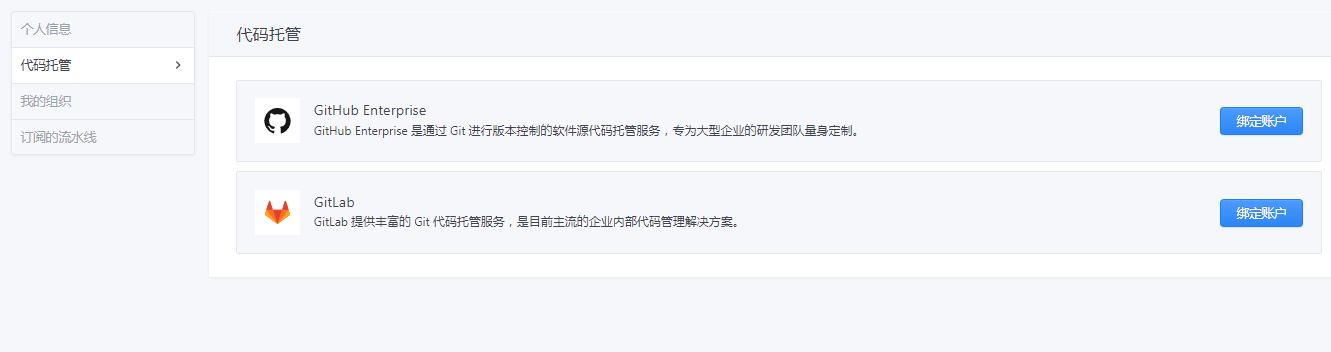 个人信息
代码托管
我的组织
订阅的流水线
代码托管
GitHub Enterprise
GitHub Enterprise 是通过 Git 进行版本控制的软件源代码托管服务，专为大型企业的研发团队量身定制。
绑定账户
GitLab
GitLab 提供丰富的 Git 代码托管服务，是目前主流的企业内部代码管理解决方案。
绑定账户